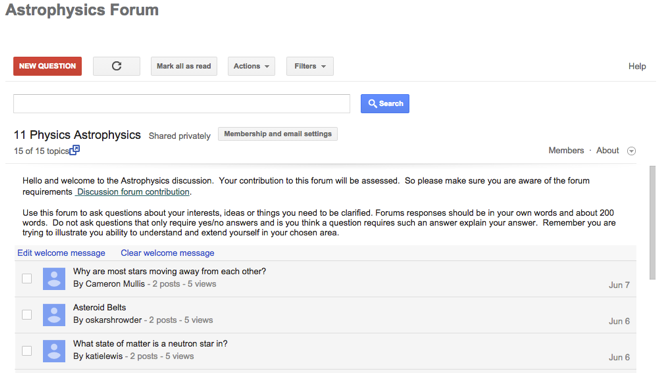 Astrophysics Forum
NEW QUESTION Mark all as read Actions Filters Help
Search
11 Physics Astrophysics Shared privately Membership and email settings
15 of 15 topics Members · About
Hello and welcome to the Astrophysics discussion.  Your contribution to this forum will be assessed.  So please make sure you are aware of the forum
requirements  Discussion forum contribution.
Use this forum to ask questions about your interests, ideas or things you need to be clarified. Forums responses should be in your own words and about 200
words.  Do not ask questions that only require yes/no answers and is you think a question requires such an answer explain your answer.  Remember you are
trying to illustrate you ability to understand and extend yourself in your chosen area.
Edit welcome message Clear welcome message
Why are most stars moving away from each other?
By Cameron Mullis - 2 posts - 5 views Jun 7
Asteroid Belts
By oskarshrowder - 2 posts - 5 views Jun 6
What state of matter is a neutron star in?
By katielewis - 2 posts - 5 views Jun 6